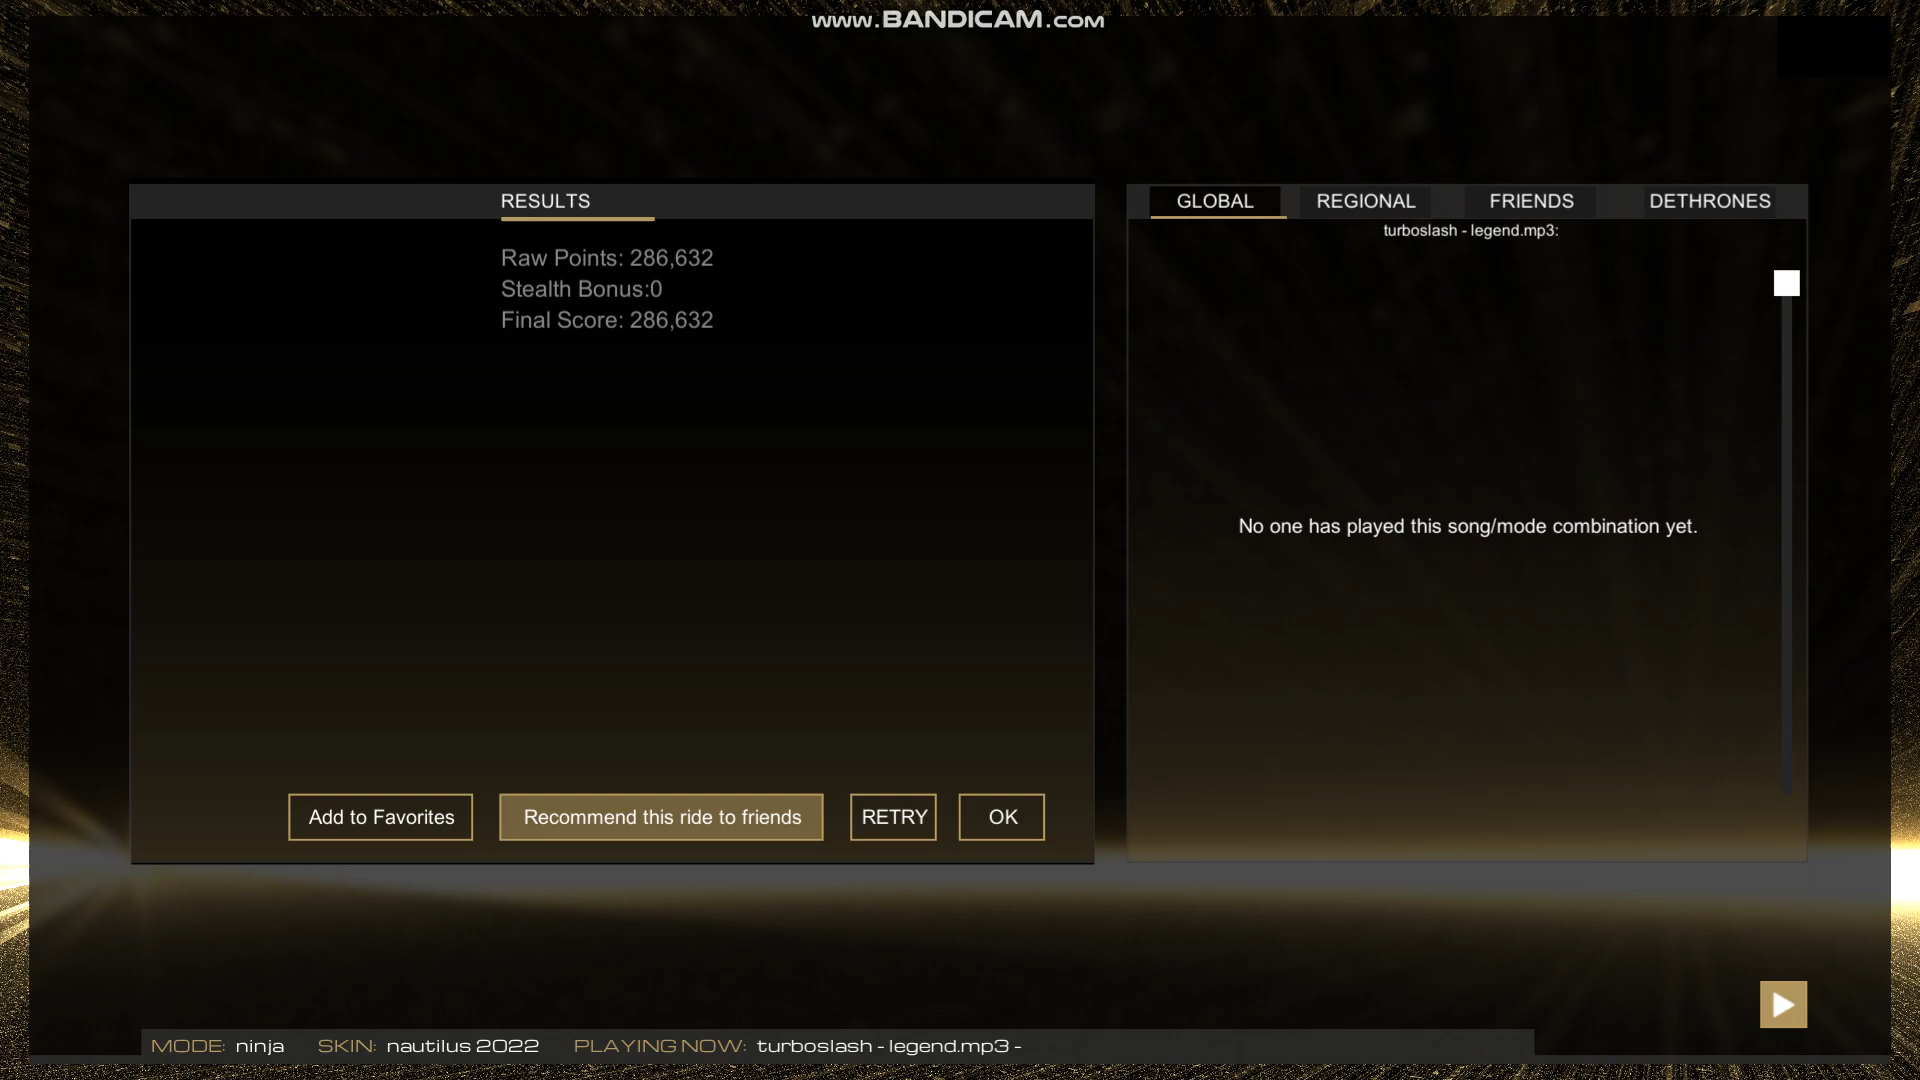 www.BANDICAM.com
RESULTS
Raw Points: 286,632
Stealth Bonus:0
Final Score: 286,632
Add to Favorites
Recommend this ride to friends
RETRY
OK
GLOBAL
REGIONAL
FRIENDS
DETHRONES
turboslash - legend.mp3:
No one has played this song/mode combination yet.
MODE: ninja SKIN: nautilus 2022 PLAYING NOW: turboslash - legend.mp3 -